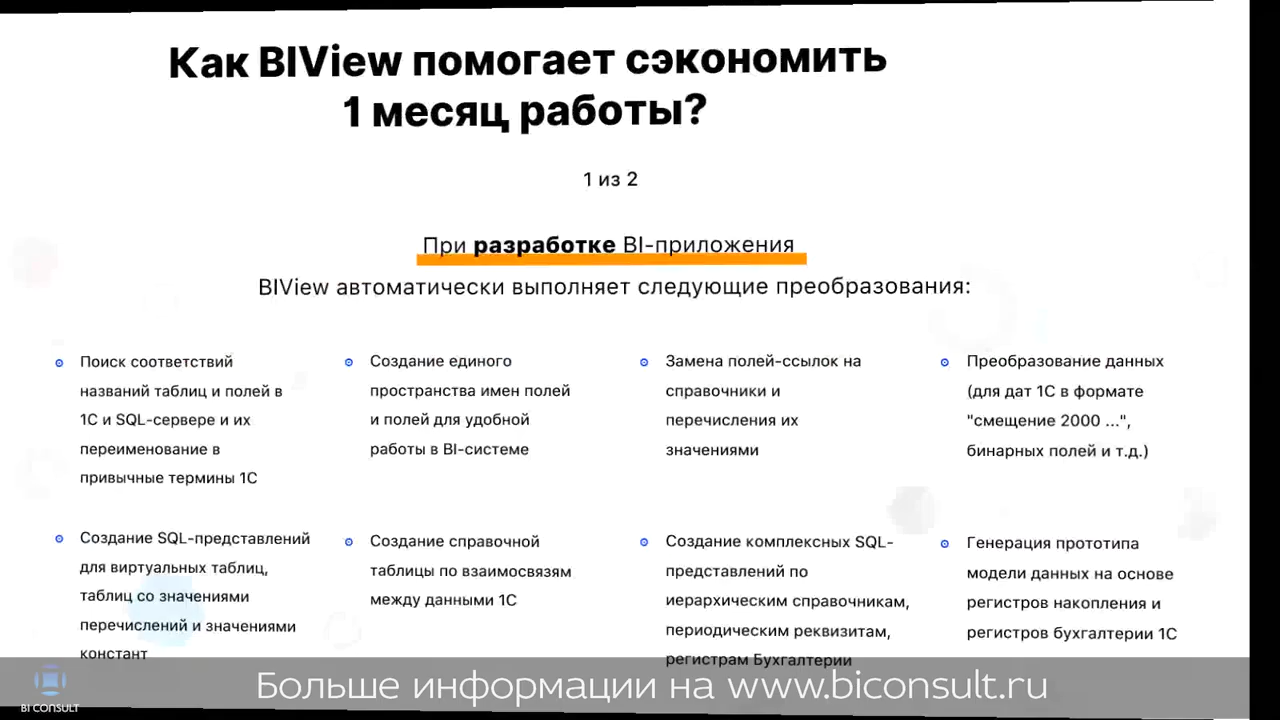 Как BIView помогает сэкономить
1 месяц работы?
1 из 2
При разработке BI-приложения
BIView автоматически выполняет следующие преобразования:
Поиск соответствий
названий таблиц и полей в
1С и SQL-сервере и их
переименование в
привычные термины 1С
Создание единого
пространства имен полей
и полей для удобной
работы в BI-системе
Замена полей-ссылок на
справочники и
перечисления их
значениями
Преобразование данных
(для дат 1С в формате
"смещение 2000 ...",
бинарных полей и т.д.)
Создание SQL-представлений
для виртуальных таблиц,
таблиц со значениями
перечислений и значениями
констант
Создание справочной
таблицы по взаимосвязям
между данными 1С
Создание комплексных SQL-
представлений по
иерархическим справочникам,
периодическим реквизитам,
регистрам Бухгалтерии
Генерация прототипа
модели данных на основе
регистров накопления и
регистров бухгалтерии 1С
Больше информации на www.biconsult.ru
BI CONSULT